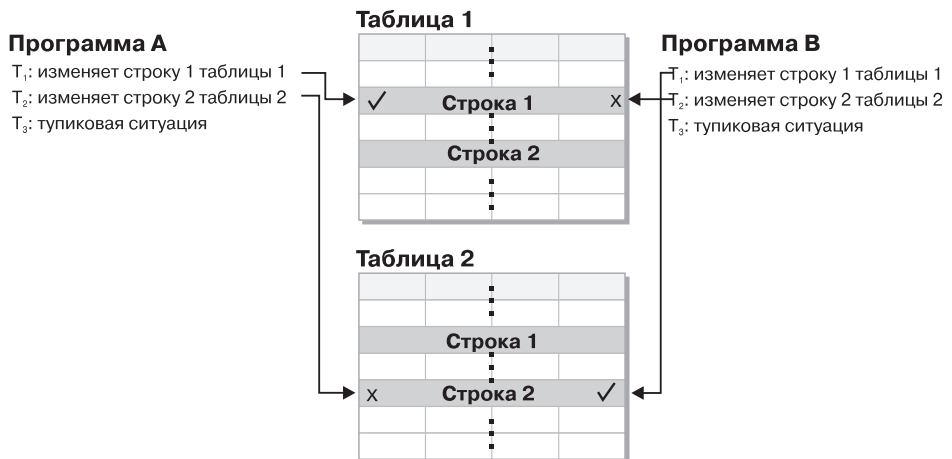 Таблица 1
Программа A
T₁: изменяет строку 1 таблицы 1
T₂: изменяет строку 2 таблицы 2
T₃: тупиковая ситуация
Программа B
T₁: изменяет строку 1 таблицы 1
T₂: изменяет строку 2 таблицы 2
T₃: тупиковая ситуация
✓ Строка 1 x
Строка 2
Таблица 2
Строка 1
x Строка 2 ✓